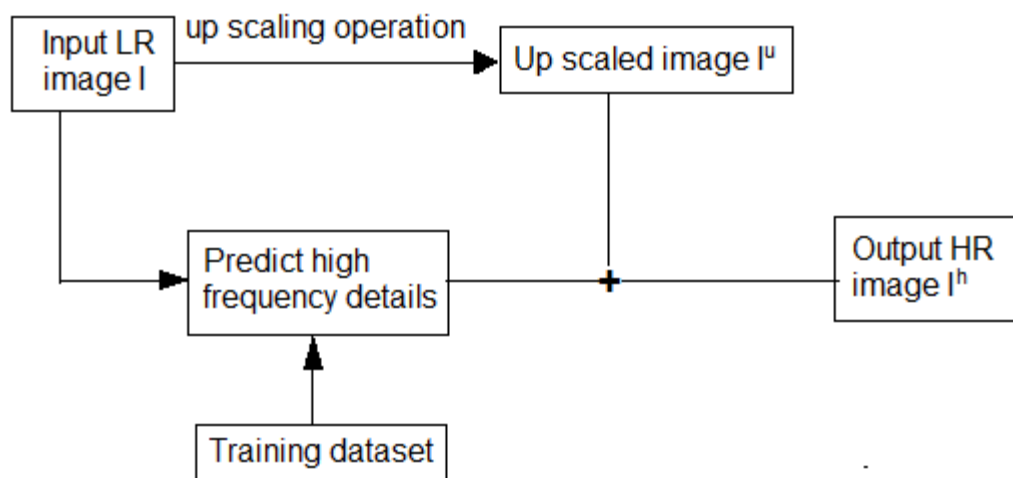 Input LR
image I
up scaling operation
Up scaled image Iᵘ
Predict high
frequency details
+
Output HR
image Iʰ
Training dataset
.